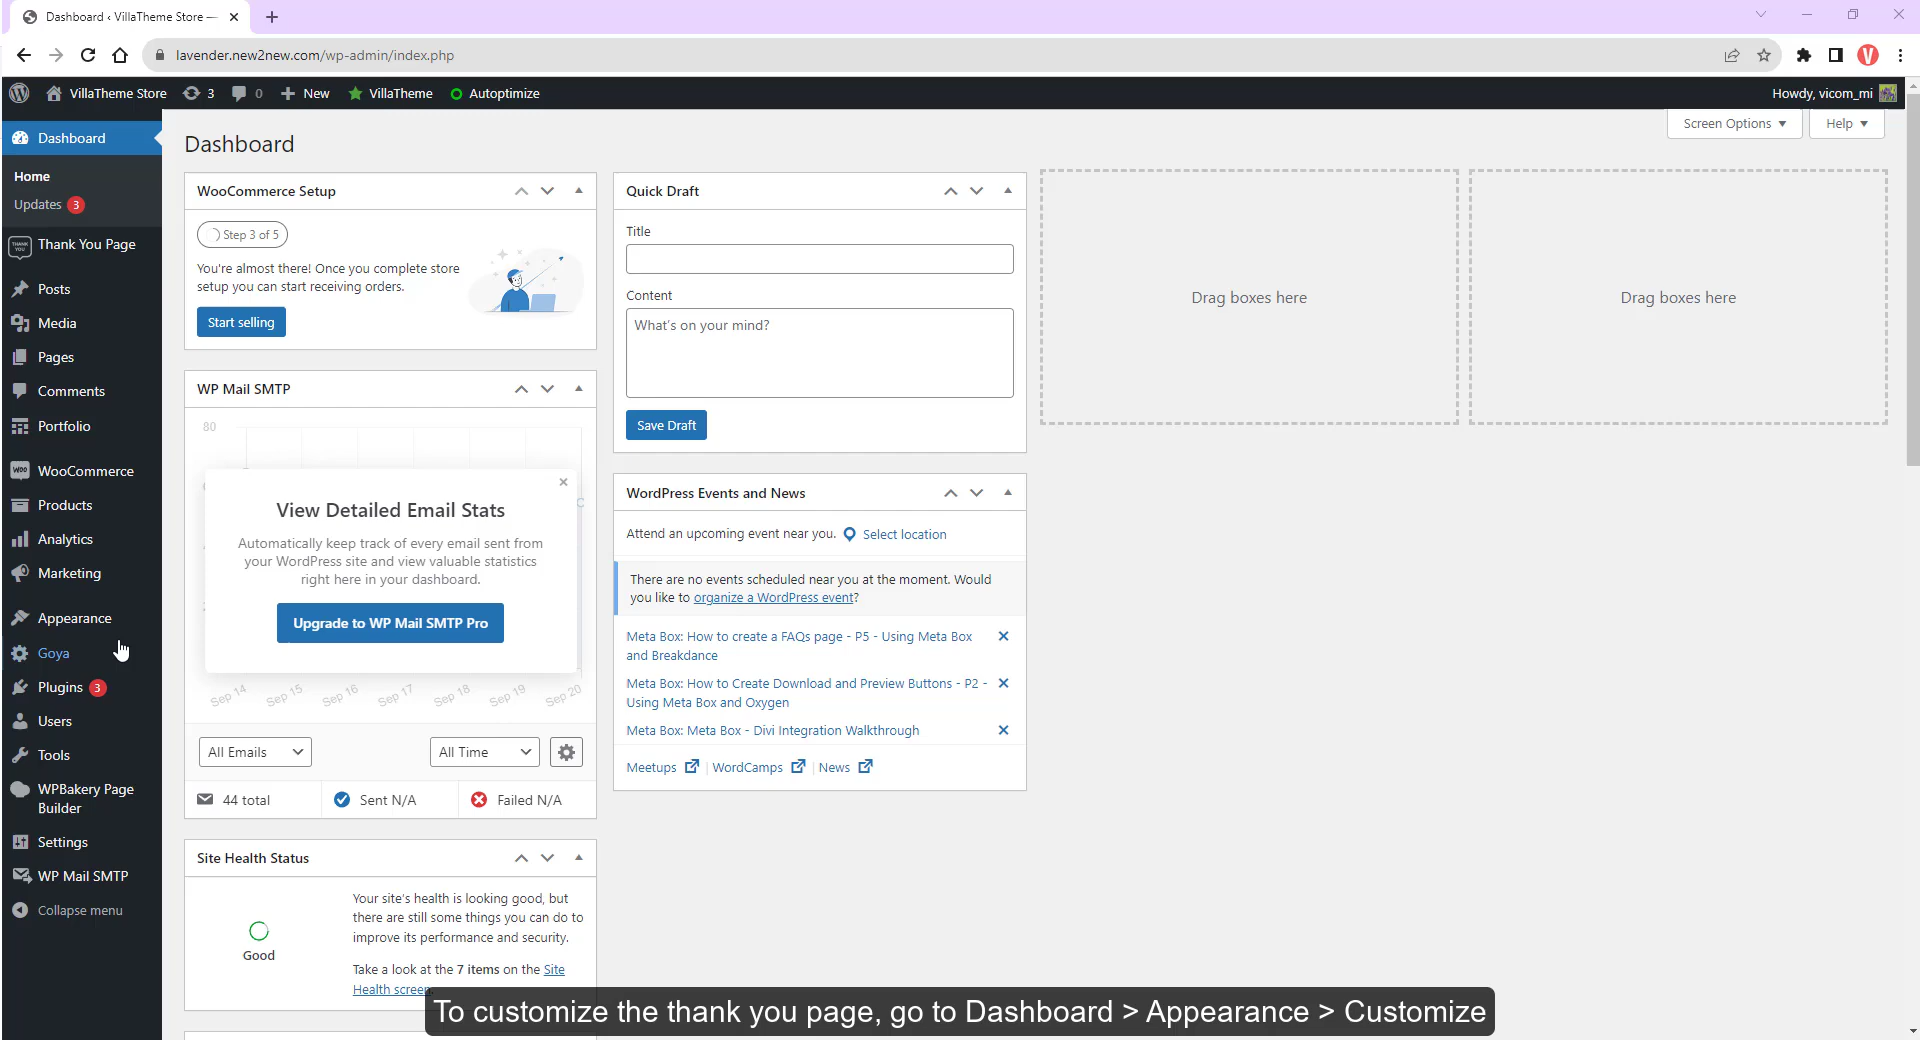 Dashboard ‹ VillaTheme Store —
lavender.new2new.com/wp-admin/index.php
VillaTheme Store 3 0 New VillaTheme Autoptimize Howdy, vicom_mi
Screen Options Help
Dashboard
Home
Updates 3
Thank You Page
Posts
Media
Pages
Comments
Portfolio
WooCommerce
Products
Analytics
Marketing
Appearance
Goya
Plugins 3
Users
Tools
WPBakery Page
Builder
Settings
WP Mail SMTP
Collapse menu
Dashboard
WooCommerce Setup
Step 3 of 5
You're almost there! Once you complete store
setup you can start receiving orders.
Start selling
WP Mail SMTP
80
View Detailed Email Stats
Automatically keep track of every email sent from
your WordPress site and view valuable statistics
right here in your dashboard.
Upgrade to WP Mail SMTP Pro
Sep 14 Sep 15 Sep 16 Sep 17 Sep 18 Sep 19 Sep 20
All Emails All Time
44 total Sent N/A Failed N/A
Site Health Status
Good
Your site's health is looking good, but
there are still some things you can do to
improve its performance and security.
Take a look at the 7 items on the Site
Health screen
Quick Draft
Title
Content
What's on your mind?
Save Draft
WordPress Events and News
Attend an upcoming event near you. Select location
There are no events scheduled near you at the moment. Would
you like to organize a WordPress event?
Meta Box: How to create a FAQs page - P5 - Using Meta Box
and Breakdance
Meta Box: How to Create Download and Preview Buttons - P2 -
Using Meta Box and Oxygen
Meta Box: Meta Box - Divi Integration Walkthrough
Meetups | WordCamps | News
Drag boxes here
Drag boxes here
To customize the thank you page, go to Dashboard > Appearance > Customize